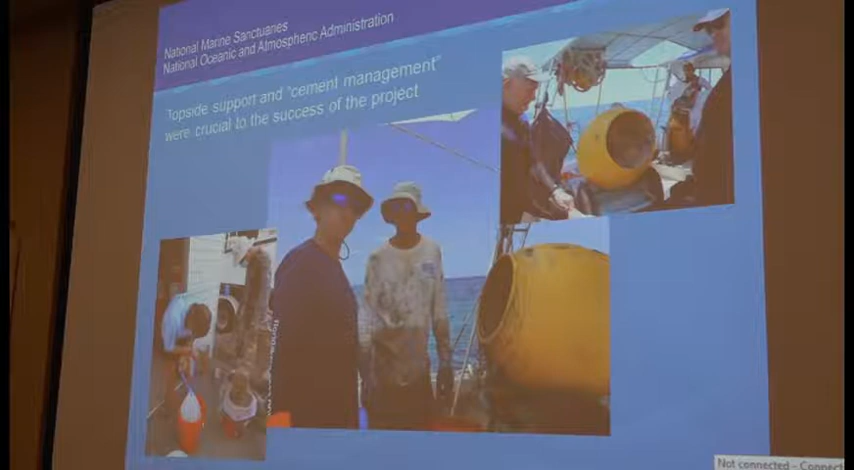 National Marine Sanctuaries
National Oceanic and Atmospheric Administration
Topside support and "cement management"
were crucial to the success of the project
Not connected - Connect